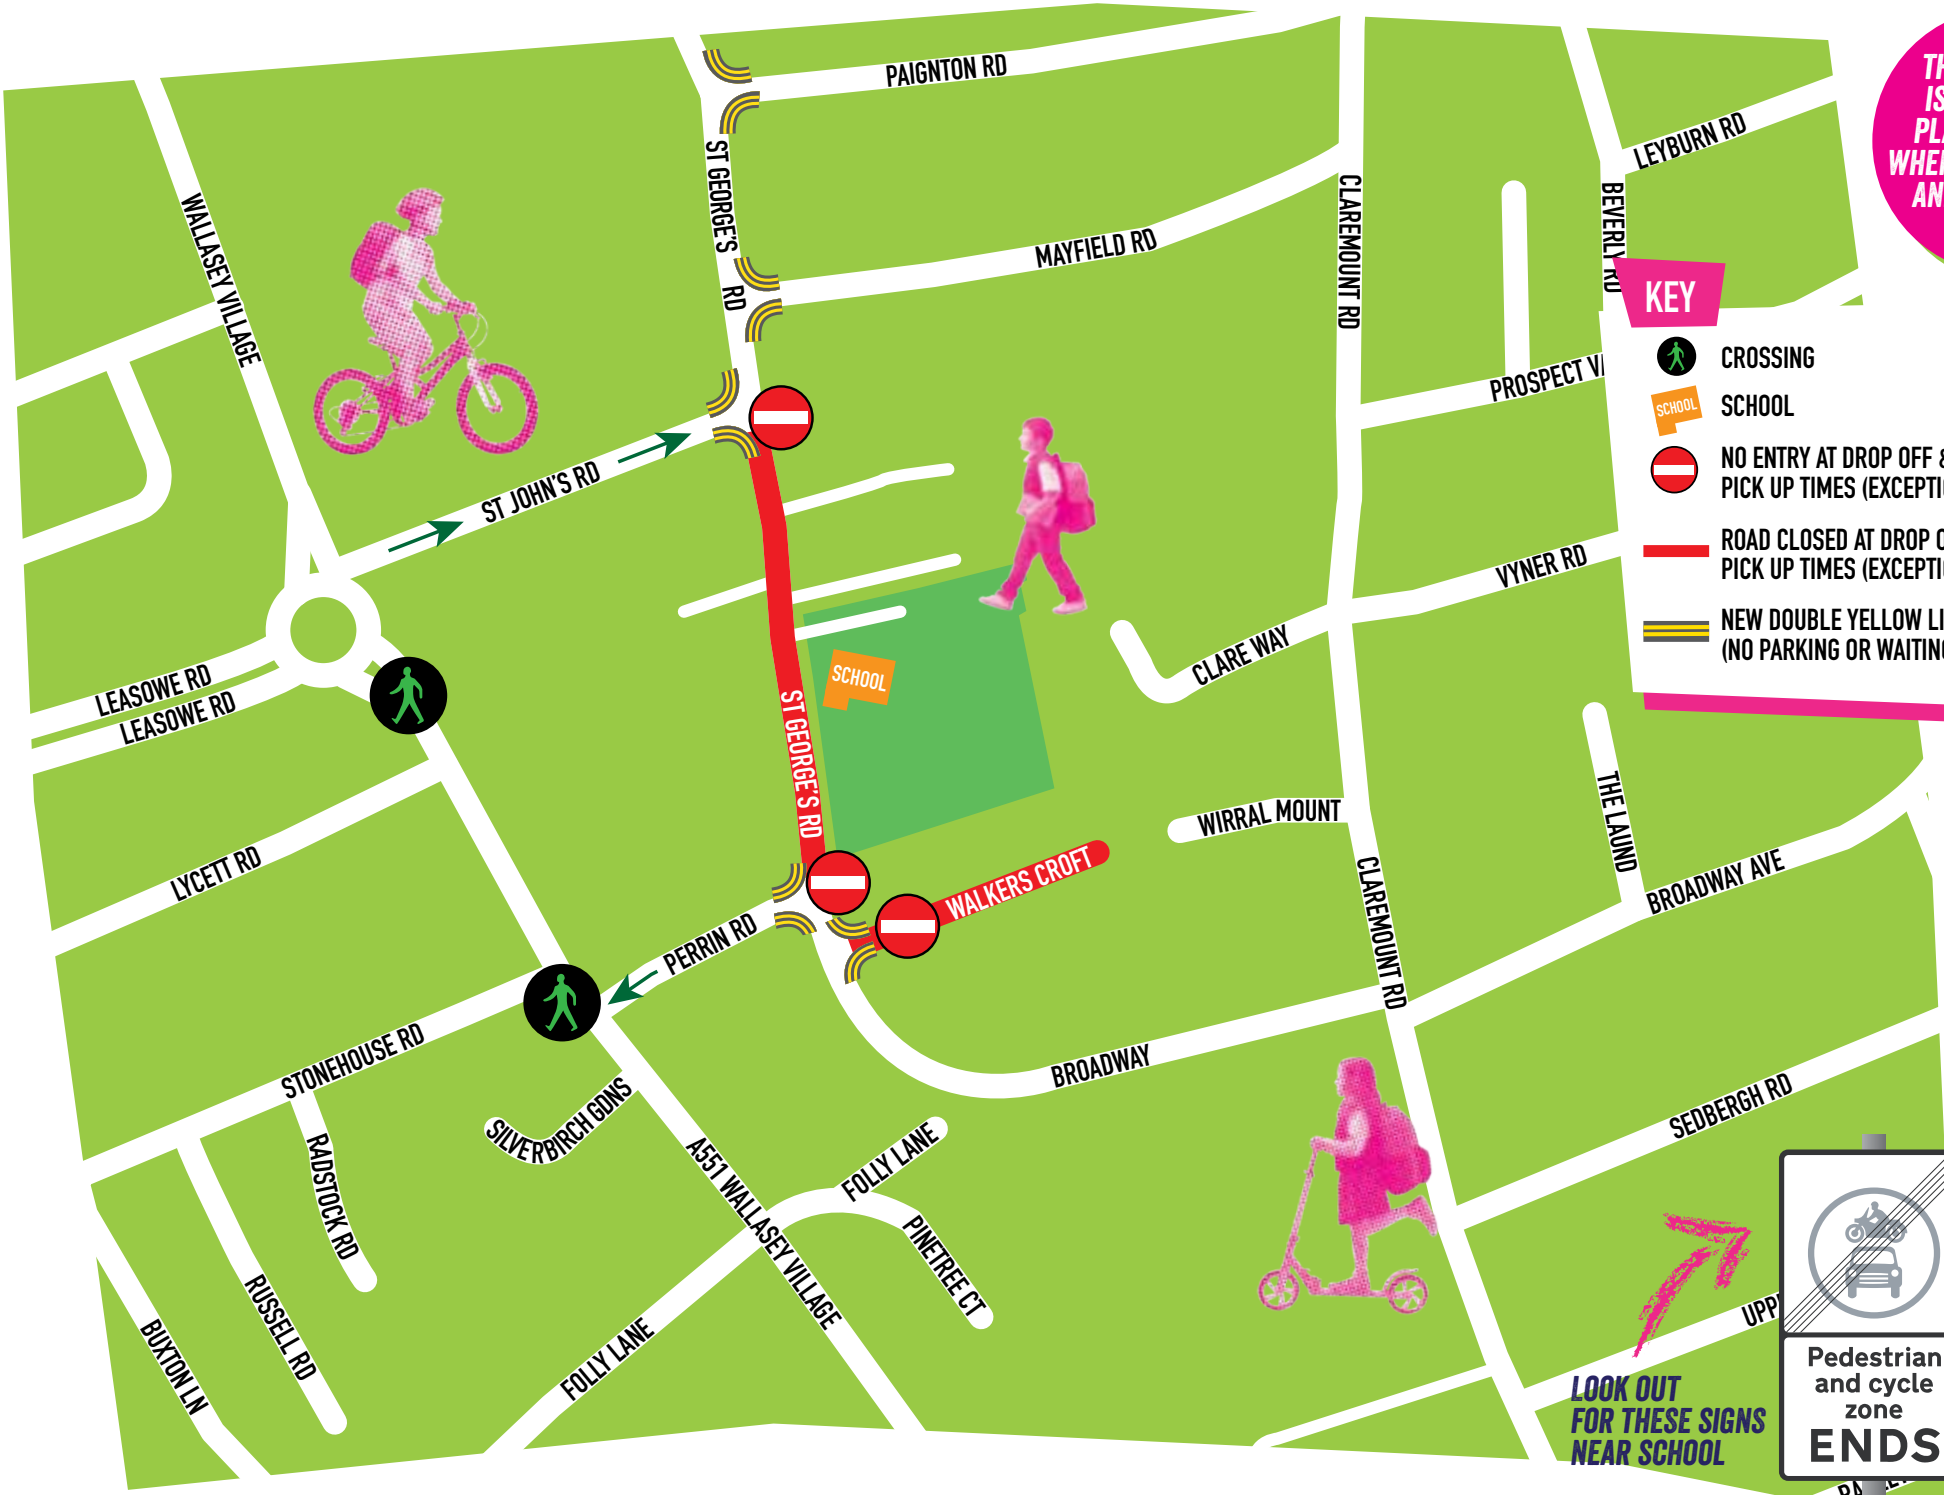 PAIGNTON RD
ST GEORGE'S RD
WALLASEY VILLAGE
MAYFIELD RD
CLAREMOUNT RD
BEVERLY RD
LEYBURN RD
KEY
CROSSING
SCHOOL
SCHOOL
NO ENTRY AT DROP OFF &
PICK UP TIMES
ROAD CLOSED AT DROP
PICK UP TIMES
NEW DOUBLE YELLOW
(NO PARKING OR
PROSPECT
ST JOHN'S RD
VYNER RD
CLARE WAY
LEASOWE RD
LEASOWE RD
SCHOOL
ST GEORGE'S RD
WIRRAL MOUNT
THE LAUND
LYCETT RD
WALKERS CROFT
CLAREMOUNT RD
BROADWAY AVE
PERRIN RD
STONEHOUSE RD
BROADWAY
SILVERBIRCH GDNS
SEDBERGH RD
RADSTOCK RD
A551 WALLASEY VILLAGE
FOLLY LANE
PINETREE CT
RUSSELL RD
BUXTON LN
FOLLY LANE
LOOK OUT
FOR THESE SIGNS
NEAR SCHOOL
Pedestrian
and cycle
zone
ENDS